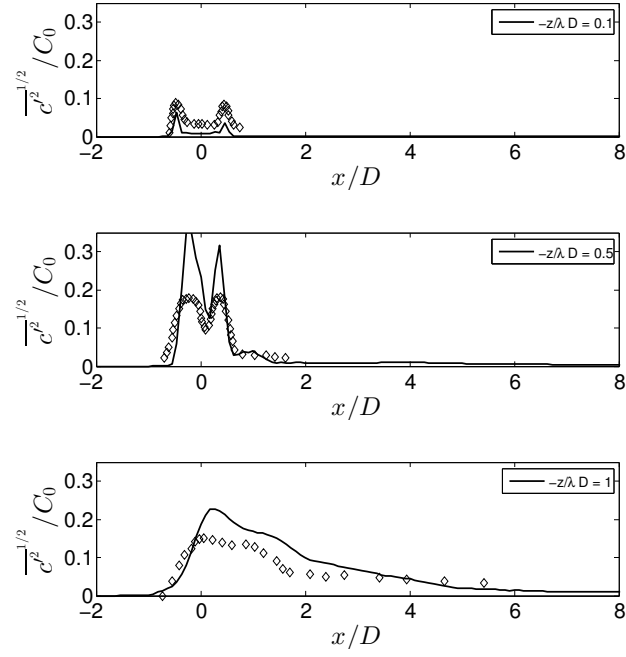 −z/λ D = 0.1
0.3
0.2
0.1
0
−2 0 2 4 6 8
x/D
c′² 1/2 /C₀
−z/λ D = 0.5
0.3
0.2
0.1
0
−2 0 2 4 6 8
x/D
c′² 1/2 /C₀
−z/λ D = 1
0.3
0.2
0.1
0
−2 0 2 4 6 8
x/D
c′² 1/2 /C₀